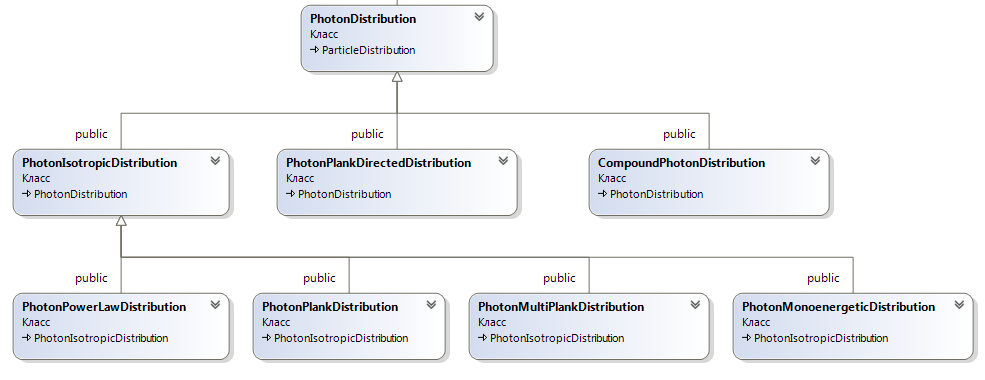 PhotonDistribution
Класс
ParticleDistribution
public
public
public
PhotonIsotropicDistribution
Класс
PhotonDistribution
PhotonPlankDirectedDistribution
Класс
PhotonDistribution
CompoundPhotonDistribution
Класс
PhotonDistribution
public
public
public
public
PhotonPowerLawDistribution
Класс
PhotonIsotropicDistribution
PhotonPlankDistribution
Класс
PhotonIsotropicDistribution
PhotonMultiPlankDistribution
Класс
PhotonIsotropicDistribution
PhotonMonoenergeticDistribution
Класс
PhotonIsotropicDistribution